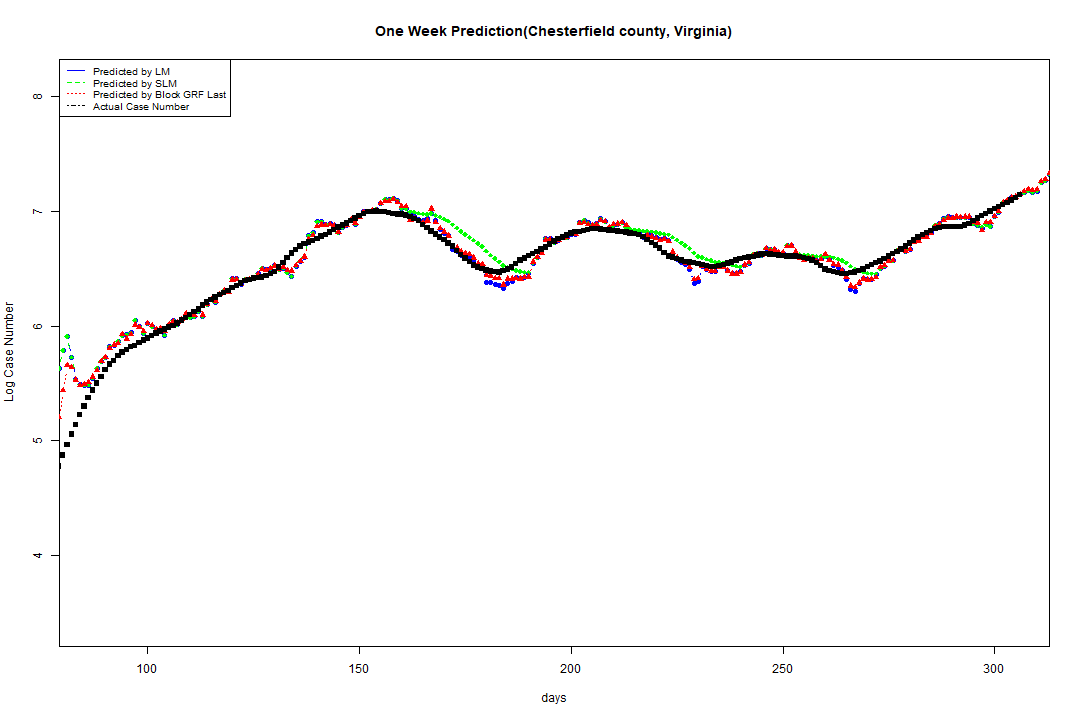 One Week Prediction(Chesterfield county, Virginia)
Predicted by LM
Predicted by SLM
Predicted by Block GRF Last
Actual Case Number
8
7
6
5
4
Log Case Number
100 150 200 250 300
days